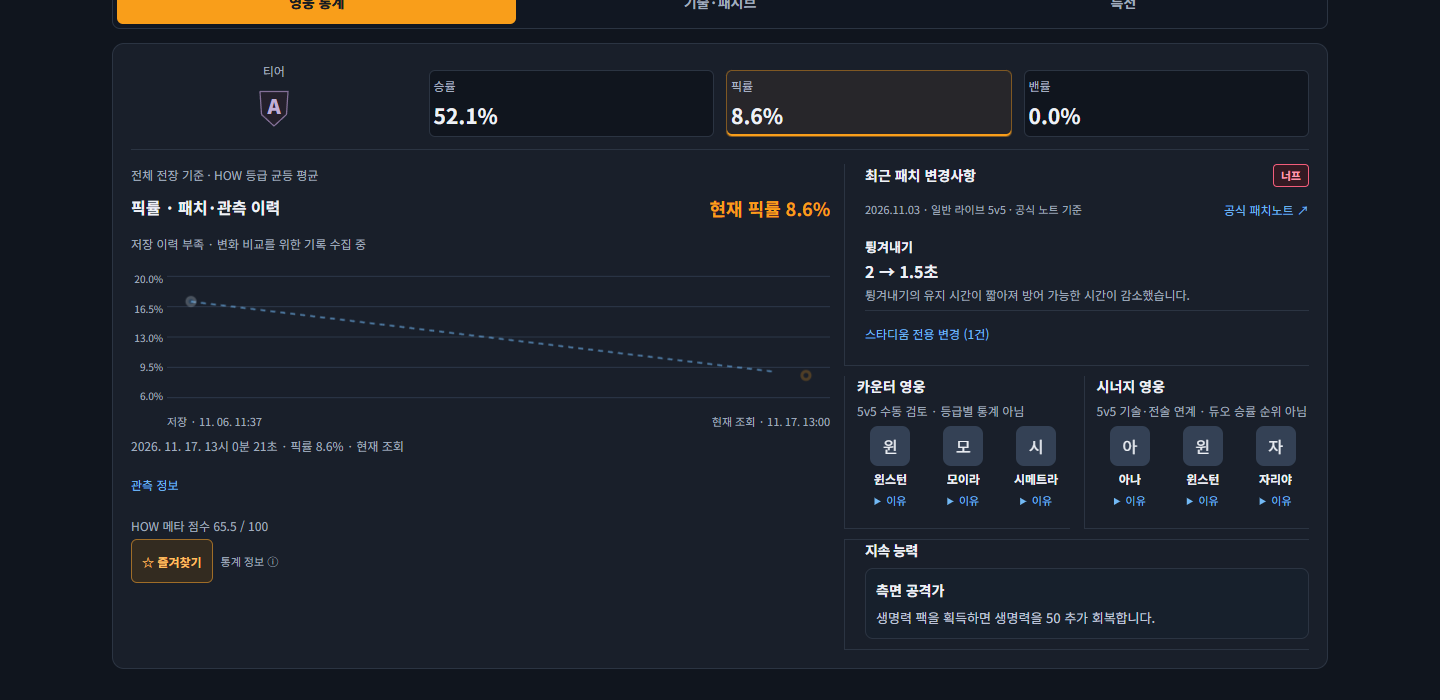 영웅 통계
기술·패시브
특전
티어
A
승률
52.1%
픽률
8.6%
밴률
0.0%
전체 전장 기준 · HOW 등급 균등 평균
픽률 · 패치·관측 이력
현재 픽률 8.6%
저장 이력 부족 · 변화 비교를 위한 기록 수집 중
20.0%
16.5%
13.0%
9.5%
6.0%
저장 · 11. 06. 11:37
현재 조회 · 11. 17. 13:00
2026. 11. 17. 13시 0분 21초 · 픽률 8.6% · 현재 조회
관측 정보
HOW 메타 점수 65.5 / 100
☆ 즐겨찾기
통계 정보 ⓘ
최근 패치 변경사항
너프
2026.11.03 · 일반 라이브 5v5 · 공식 노트 기준
공식 패치노트 ↗
튕겨내기
2 → 1.5초
튕겨내기의 유지 시간이 짧아져 방어 가능한 시간이 감소했습니다.
스타디움 전용 변경 (1건)
카운터 영웅
5v5 수동 검토 · 등급별 통계 아님
윈
모
시
윈스턴
모이라
시메트라
▶ 이유
▶ 이유
▶ 이유
시너지 영웅
5v5 기술·전술 연계 · 듀오 승률 순위 아님
아
윈
자
아나
윈스턴
자리야
▶ 이유
▶ 이유
▶ 이유
지속 능력
측면 공격가
생명력 팩을 획득하면 생명력을 50 추가 회복합니다.